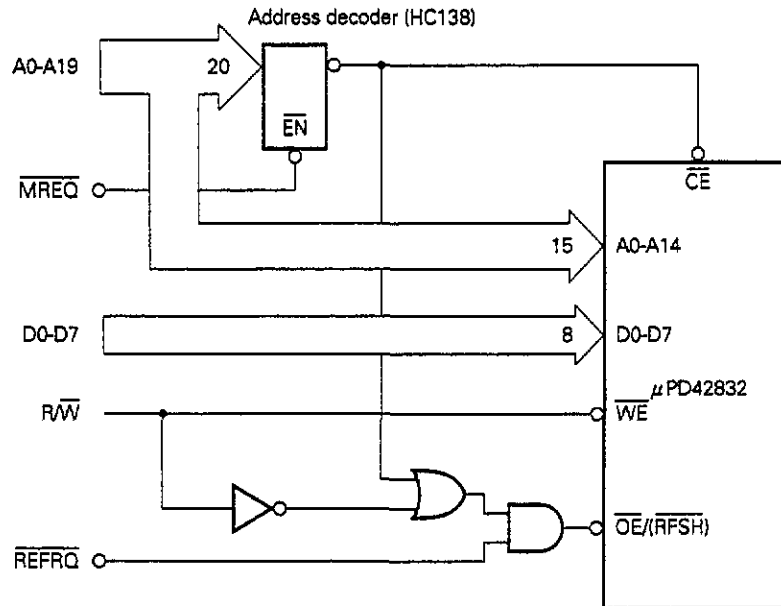 Address decoder (HC138)
A0-A19
20
EN
MREQ
CE
15
A0-A14
D0-D7
8
D0-D7
μPD42832
R/W
WE
OE/(RFSH)
REFRQ